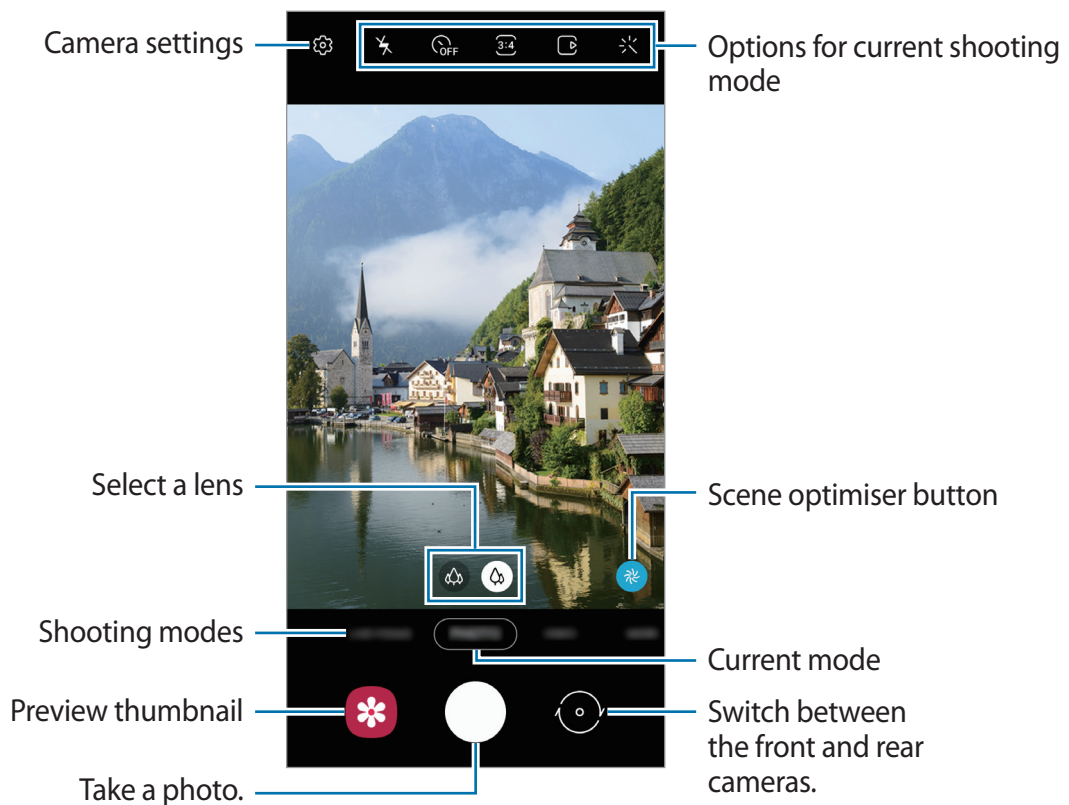 Camera settings
OFF
3:4
Options for current shooting
mode
Select a lens
Scene optimiser button
Shooting modes
Current mode
Preview thumbnail
Switch between
the front and rear
cameras.
Take a photo.